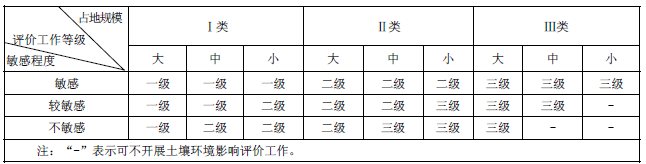 占地规模
评价工作等级
敏感程度
Ⅰ类 Ⅱ类 Ⅲ类
大 中 小 大 中 小 大 中 小
敏感 一级 一级 一级 二级 二级 二级 三级 三级 三级
较敏感 一级 一级 二级 二级 二级 三级 三级 三级 -
不敏感 一级 二级 二级 二级 三级 三级 三级 - -
注：“-”表示可不开展土壤环境影响评价工作。